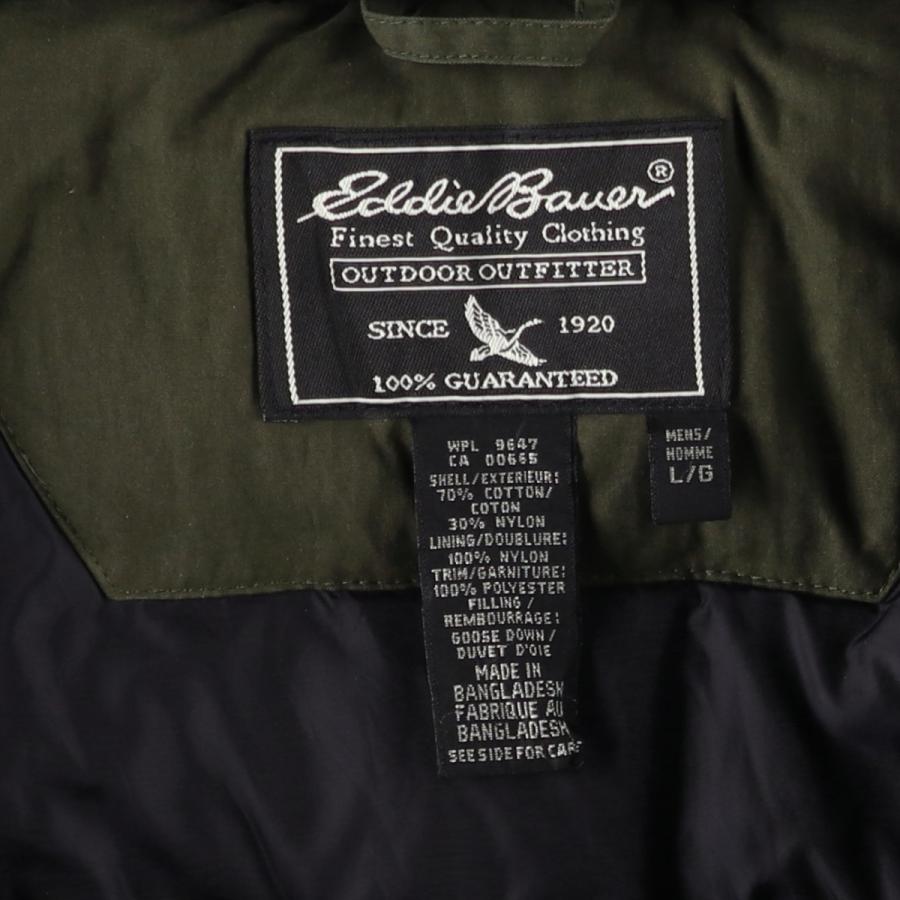 Eddie Bauer®
Finest Quality Clothing
OUTDOOR OUTFITTER
SINCE 1920
100% GUARANTEED
WPL 9647
CA 00665
SHELL/EXTERIEUR:
70% COTTON/
COTON
30% NYLON
LINING/DOUBLURE:
100% NYLON
TRIM/GARNITURE:
100% POLYESTER
FILLING/
REMBOURRAGE:
GOOSE DOWN/
DUVET D'OIE
MADE IN
BANGLADESH
FABRIQUE AU
BANGLADESH
SEE SIDE FOR CARE
MENS/
HOMME
L/G